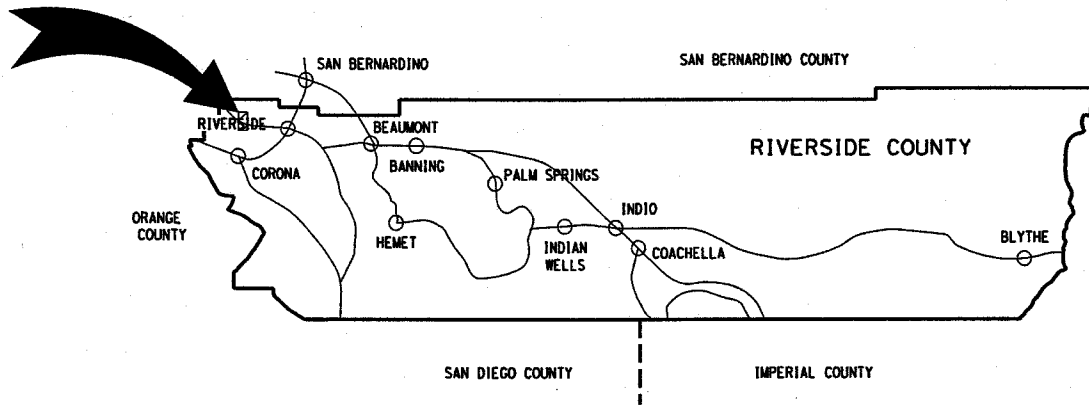 SAN BERNARDINO
SAN BERNARDINO COUNTY
RIVERSIDE
BEAUMONT
RIVERSIDE COUNTY
BANNING
CORONA
PALM SPRINGS
ORANGE
COUNTY
HEMET
INDIO
INDIAN
WELLS
COACHELLA
BLYTHE
SAN DIEGO COUNTY
IMPERIAL COUNTY